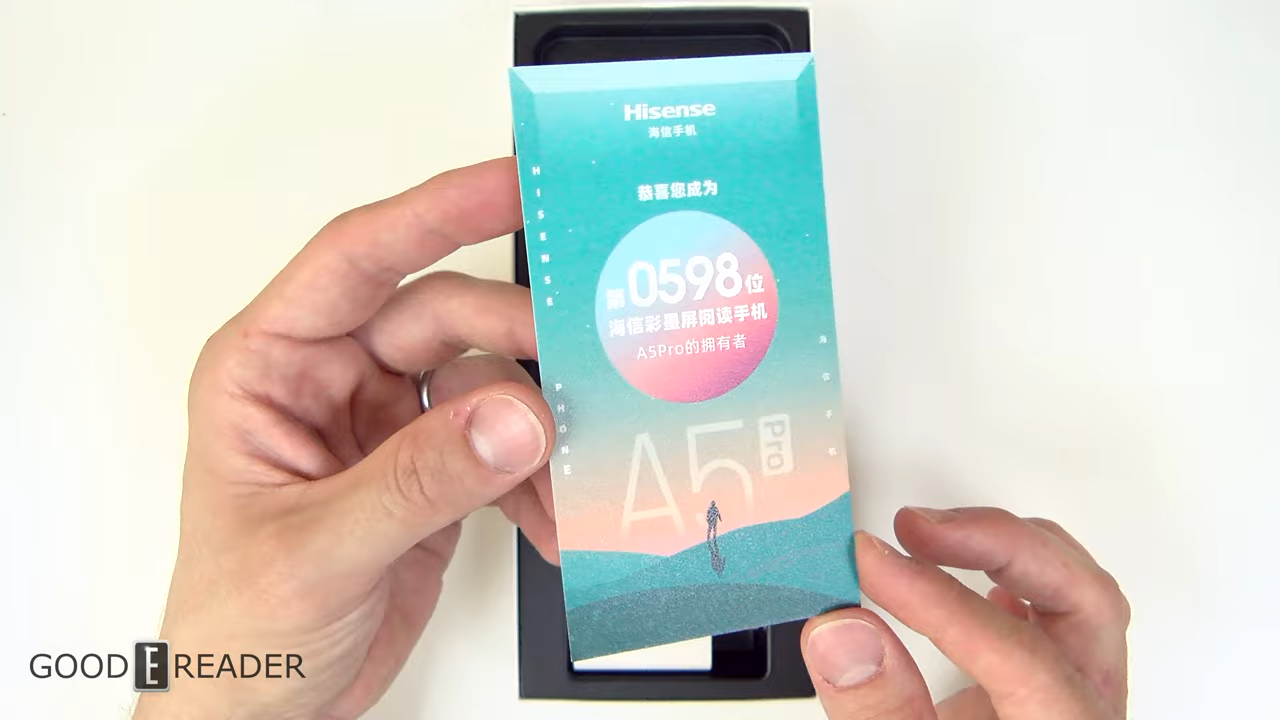 Hisense
海信手机
恭喜您成为
第0598位
海信彩墨屏阅读手机
A5Pro的拥有者
A5 Pro
HISENSE PHONE
海信手机
GOOD E READER